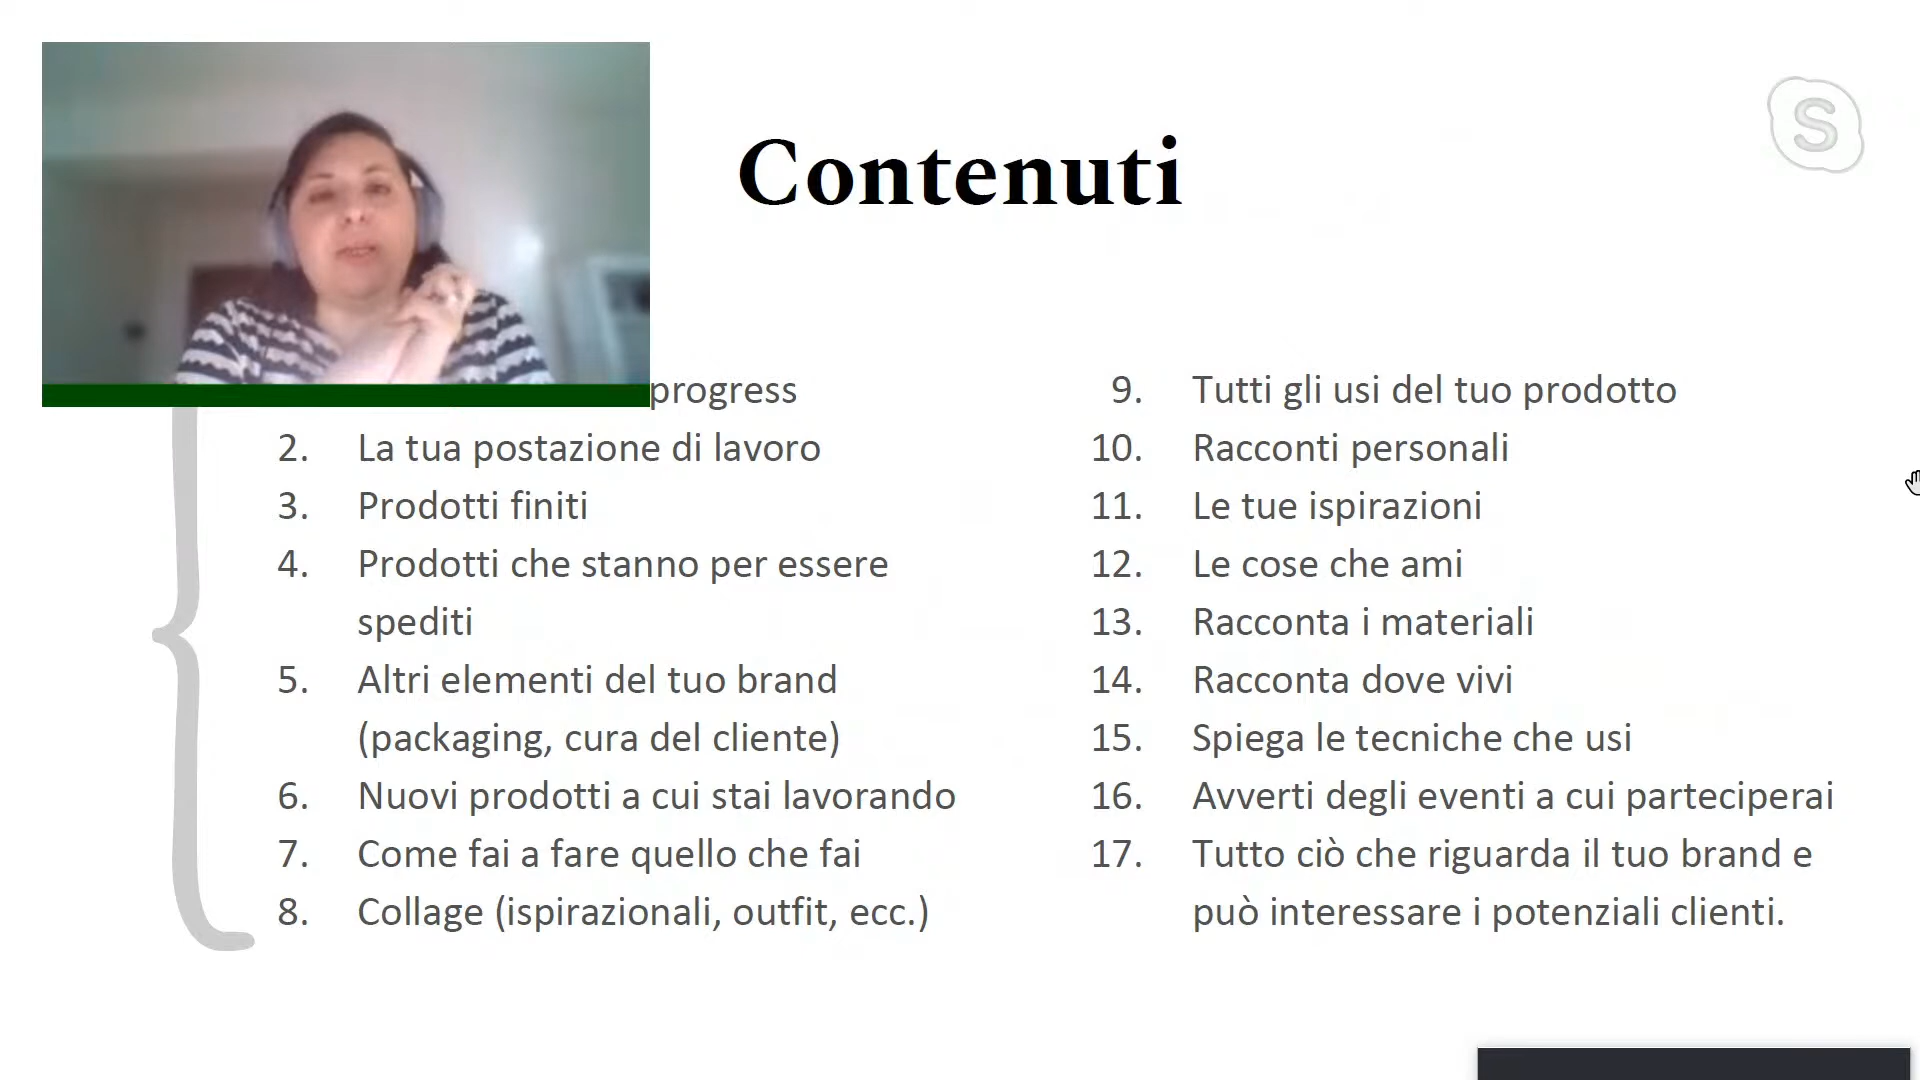 Contenuti
S
progress
2. La tua postazione di lavoro
3. Prodotti finiti
4. Prodotti che stanno per essere
spediti
5. Altri elementi del tuo brand
(packaging, cura del cliente)
6. Nuovi prodotti a cui stai lavorando
7. Come fai a fare quello che fai
8. Collage (ispirazionali, outfit, ecc.)
9. Tutti gli usi del tuo prodotto
10. Racconti personali
11. Le tue ispirazioni
12. Le cose che ami
13. Racconta i materiali
14. Racconta dove vivi
15. Spiega le tecniche che usi
16. Avverti degli eventi a cui parteciperai
17. Tutto ciò che riguarda il tuo brand e
può interessare i potenziali clienti.